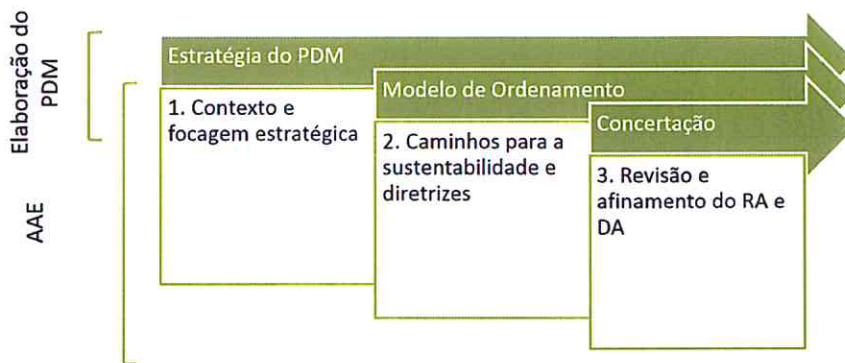 Elaboração do
PDM
AAE
Estratégia do PDM
1. Contexto e
focagem estratégica
Modelo de Ordenamento
2. Caminhos para a
sustentabilidade e
diretrizes
Concertação
3. Revisão e
afinamento do RA e
DA